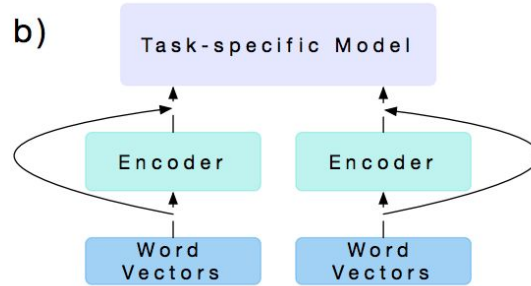 b)
Task-specific Model
Encoder
Encoder
Word
Vectors
Word
Vectors